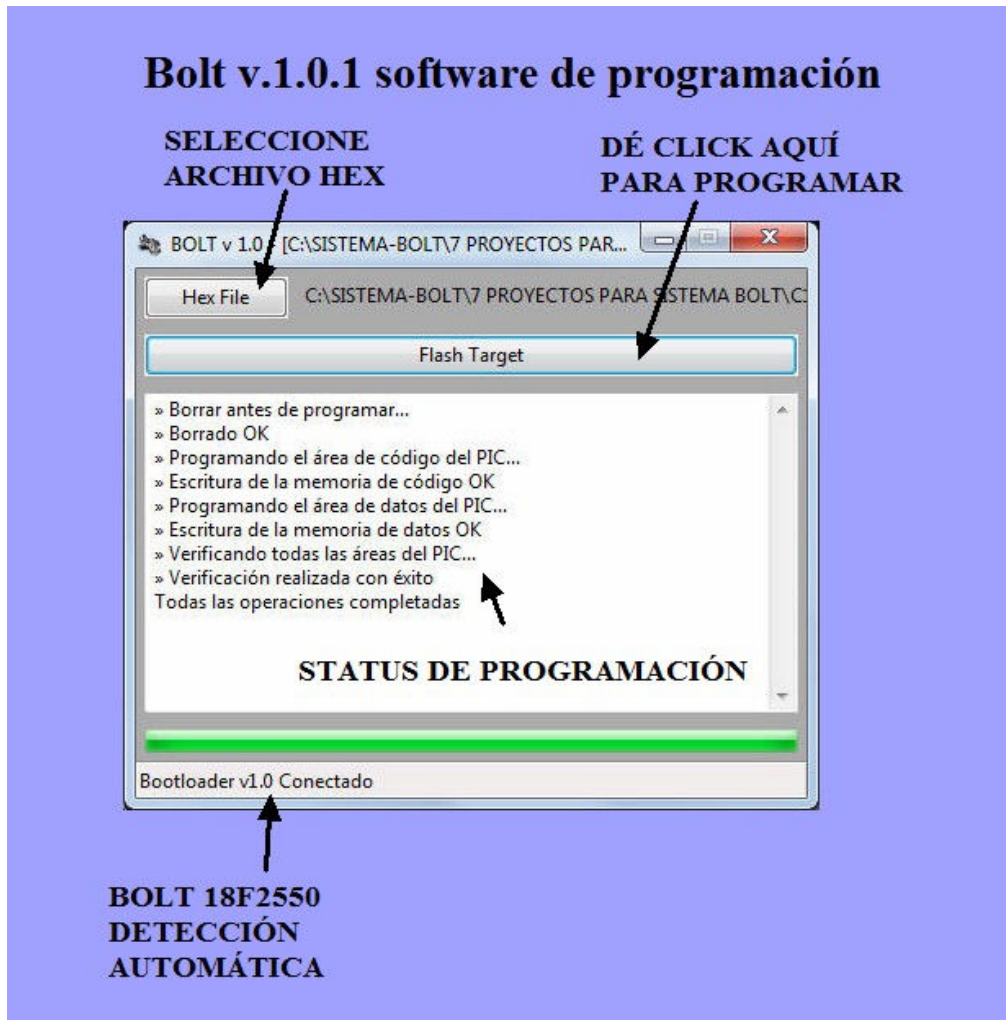 Bolt v.1.0.1 software de programación
SELECCIONE
ARCHIVO HEX
DÉ CLICK AQUÍ
PARA PROGRAMAR
BOLT v 1.0 - [C:\SISTEMA-BOLT\7 PROYECTOS PAR...
Hex File
C:\SISTEMA-BOLT\7 PROYECTOS PARA SISTEMA BOLT\C
Flash Target
» Borrar antes de programar...
» Borrado OK
» Programando el área de código del PIC...
» Escritura de la memoria de código OK
» Programando el área de datos del PIC...
» Escritura de la memoria de datos OK
» Verificando todas las áreas del PIC...
» Verificación realizada con éxito
Todas las operaciones completadas
STATUS DE PROGRAMACIÓN
Bootloader v1.0 Conectado
BOLT 18F2550
DETECCIÓN
AUTOMÁTICA